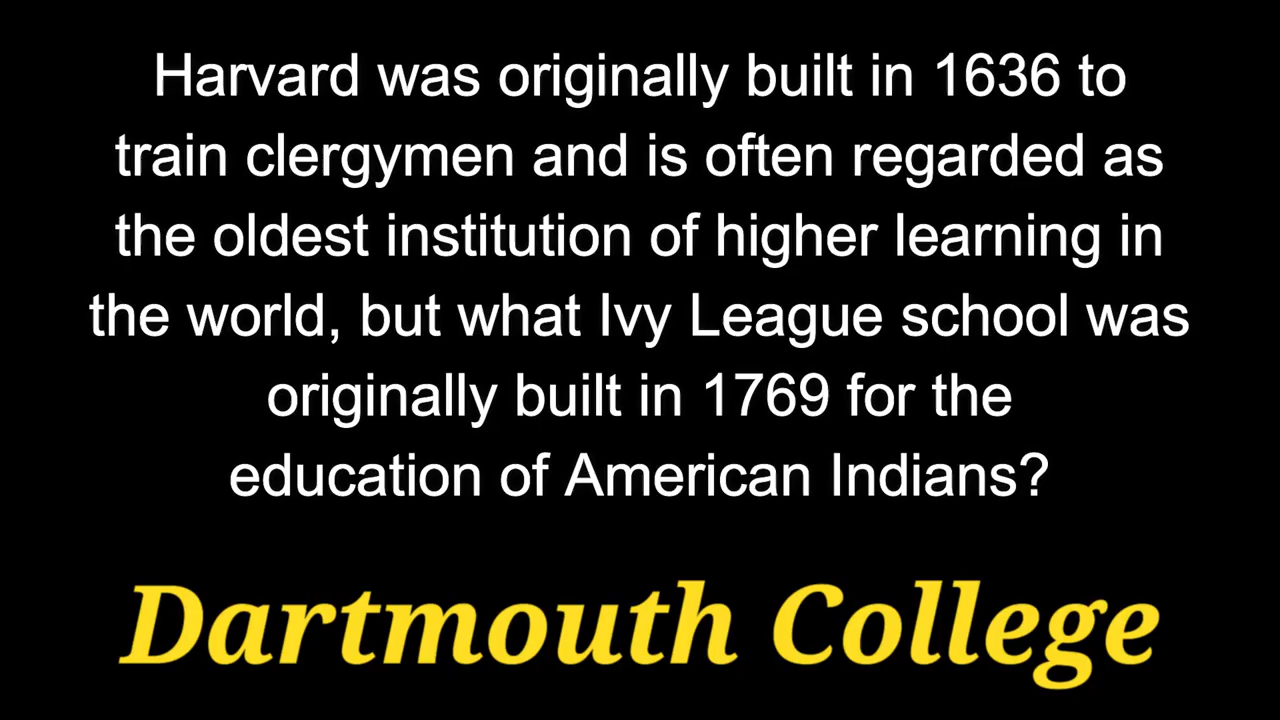 Harvard was originally built in 1636 to
train clergymen and is often regarded as
the oldest institution of higher learning in
the world, but what Ivy League school was
originally built in 1769 for the
education of American Indians?
Dartmouth College